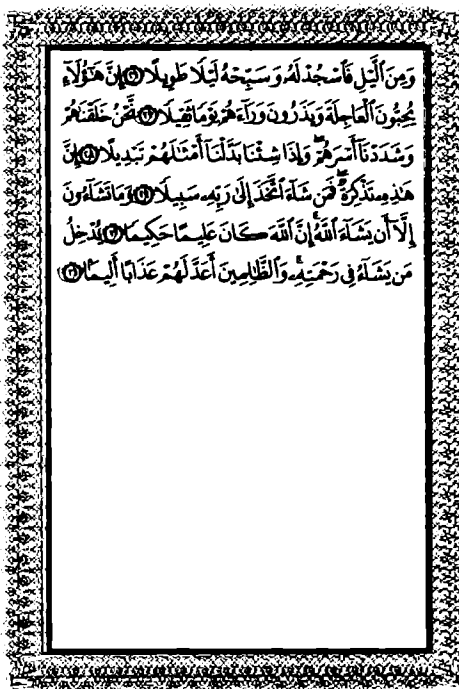 وَمِنَ ٱلَّيْلِ فَٱسْجُدْ لَهُۥ وَسَبِّحْهُ لَيْلًا طَوِيلًا ۝٢٦ إِنَّ هَٰٓؤُلَآءِ
يُحِبُّونَ ٱلْعَاجِلَةَ وَيَذَرُونَ وَرَآءَهُمْ يَوْمًا ثَقِيلًا ۝٢٧ نَّحْنُ خَلَقْنَٰهُمْ
وَشَدَدْنَآ أَسْرَهُمْ ۖ وَإِذَا شِئْنَا بَدَّلْنَآ أَمْثَٰلَهُمْ تَبْدِيلًا ۝٢٨ إِنَّ
هَٰذِهِۦ تَذْكِرَةٌ ۖ فَمَن شَآءَ ٱتَّخَذَ إِلَىٰ رَبِّهِۦ سَبِيلًا ۝٢٩ وَمَا تَشَآءُونَ
إِلَّآ أَن يَشَآءَ ٱللَّهُ ۚ إِنَّ ٱللَّهَ كَانَ عَلِيمًا حَكِيمًا ۝٣٠ يُدْخِلُ
مَن يَشَآءُ فِى رَحْمَتِهِۦ ۚ وَٱلظَّٰلِمِينَ أَعَدَّ لَهُمْ عَذَابًا أَلِيمًۢا ۝٣١